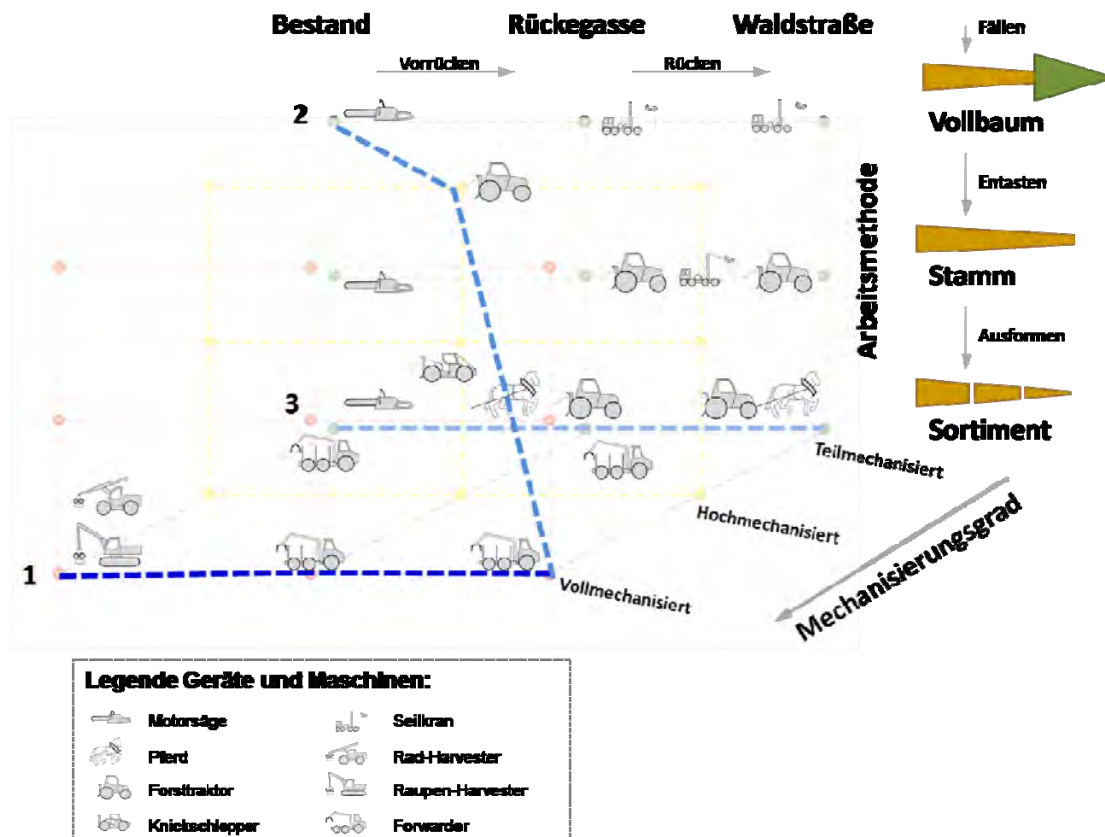 Bestand
Rückegasse
Waldstraße
Fällen
Vorrücken
Rücken
2
Vollbaum
Entasten
Arbeitsmethode
Stamm
Ausformen
3
Sortiment
Teilmechanisiert
Hochmechanisiert
Mechanisierungsgrad
1
Vollmechanisiert
Legende Geräte und Maschinen:
Motorsäge
Seilkran
Pferd
Rad-Harvester
Forsttraktor
Raupen-Harvester
Knickschlepper
Forwarder